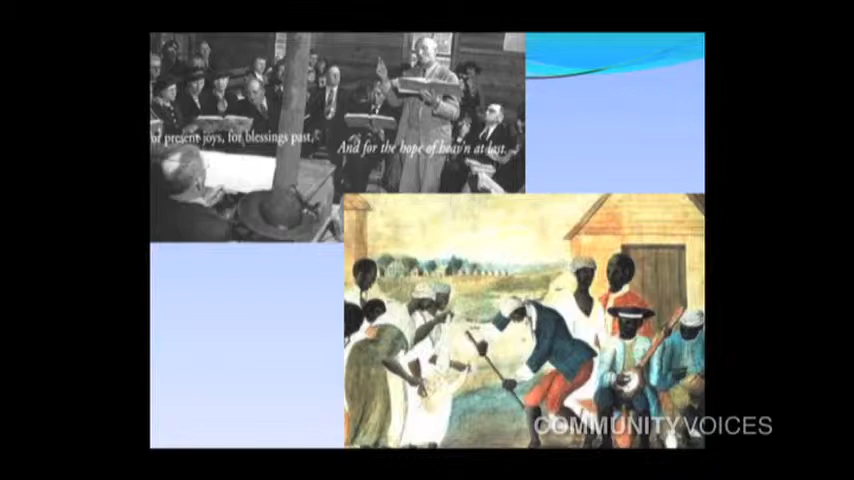 of present joys, for blessings past,
And for the hope of heav'n at last.
COMMUNITY VOICES